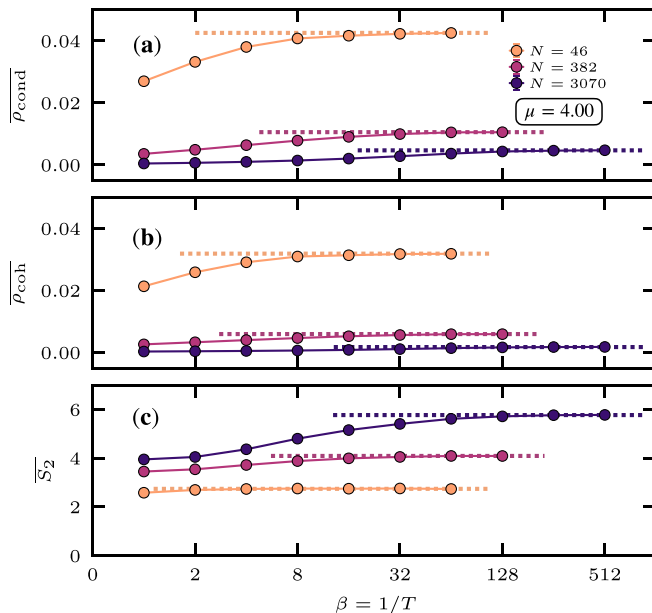 0.04
0.02
0.00
ρ_cond
(a)
N = 46
N = 382
N = 3070
μ = 4.00
0.04
0.02
0.00
ρ_coh
(b)
6
4
2
0
S_2
(c)
0 2 8 32 128 512
β = 1/T